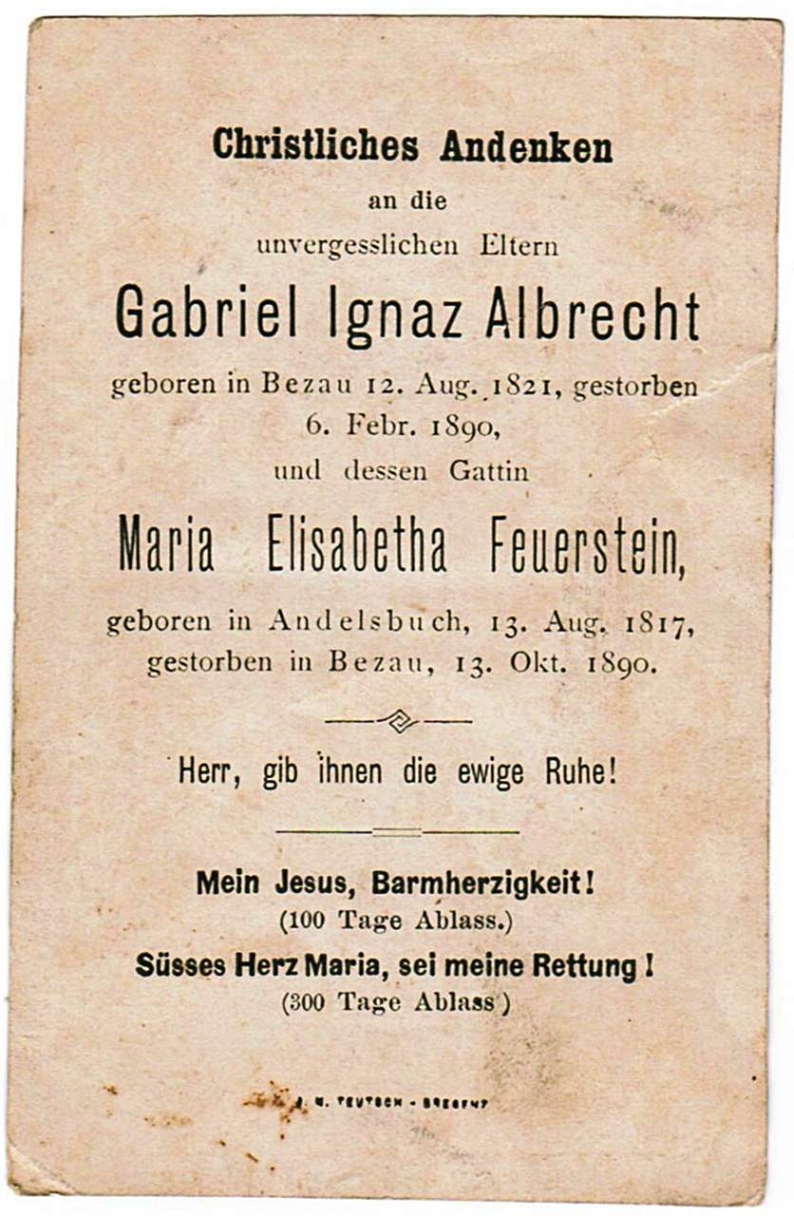 Christliches Andenken
an die
unvergesslichen Eltern
Gabriel Ignaz Albrecht
geboren in Bezau 12. Aug. 1821, gestorben
6. Febr. 1890,
und dessen Gattin
Maria Elisabetha Feuerstein,
geboren in Andelsbuch, 13. Aug. 1817,
gestorben in Bezau, 13. Okt. 1890.
Herr, gib ihnen die ewige Ruhe!
Mein Jesus, Barmherzigkeit!
(100 Tage Ablass.)
Süsses Herz Maria, sei meine Rettung!
(300 Tage Ablass)
J. N. TEUTSCH - BREGENZ